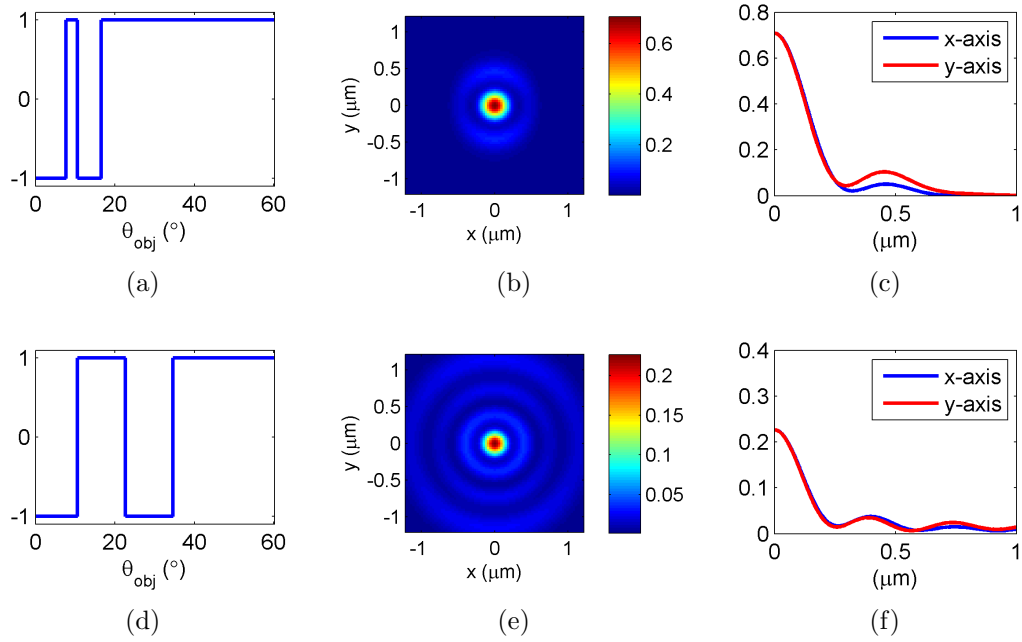 1
0
-1
0 20 40 60
θobj (°)
(a)
1
0.5
0
-0.5
-1
y (μm)
-1 0 1
x (μm)
0.6
0.4
0.2
(b)
0.8
0.6
0.4
0.2
0
0 0.5 1
(μm)
x-axis
y-axis
(c)
1
0
-1
0 20 40 60
θobj (°)
(d)
1
0.5
0
-0.5
-1
y (μm)
-1 0 1
x (μm)
0.2
0.15
0.1
0.05
(e)
0.4
0.3
0.2
0.1
0
0 0.5 1
(μm)
x-axis
y-axis
(f)